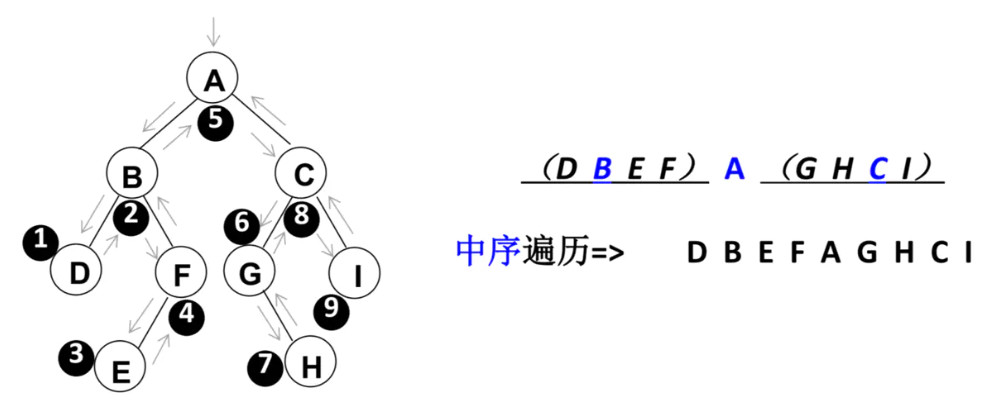 A
5
B
C
2
6
8
1
D
F
G
I
4
9
3
E
7
H
（D B E F） A （G H C I）
中序遍历=> D B E F A G H C I